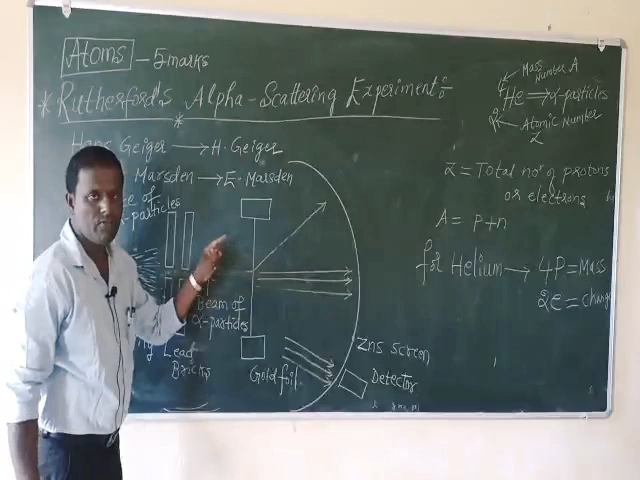 Atoms - 5marks
* Rutherford's Alpha-Scattering Experiment:-
Hans Geiger → H. Geiger
Marsden → E. Marsden
of
particles
Beam of
α-particles
Lead
Bricks
Gold foil
Zns Screen
Detector
Mass
Number A
He ⇒ α-particles
Atomic Number
Z
Z = Total no of protons
or electrons
A = p+n
for Helium → 4P = Mass
2e = charge